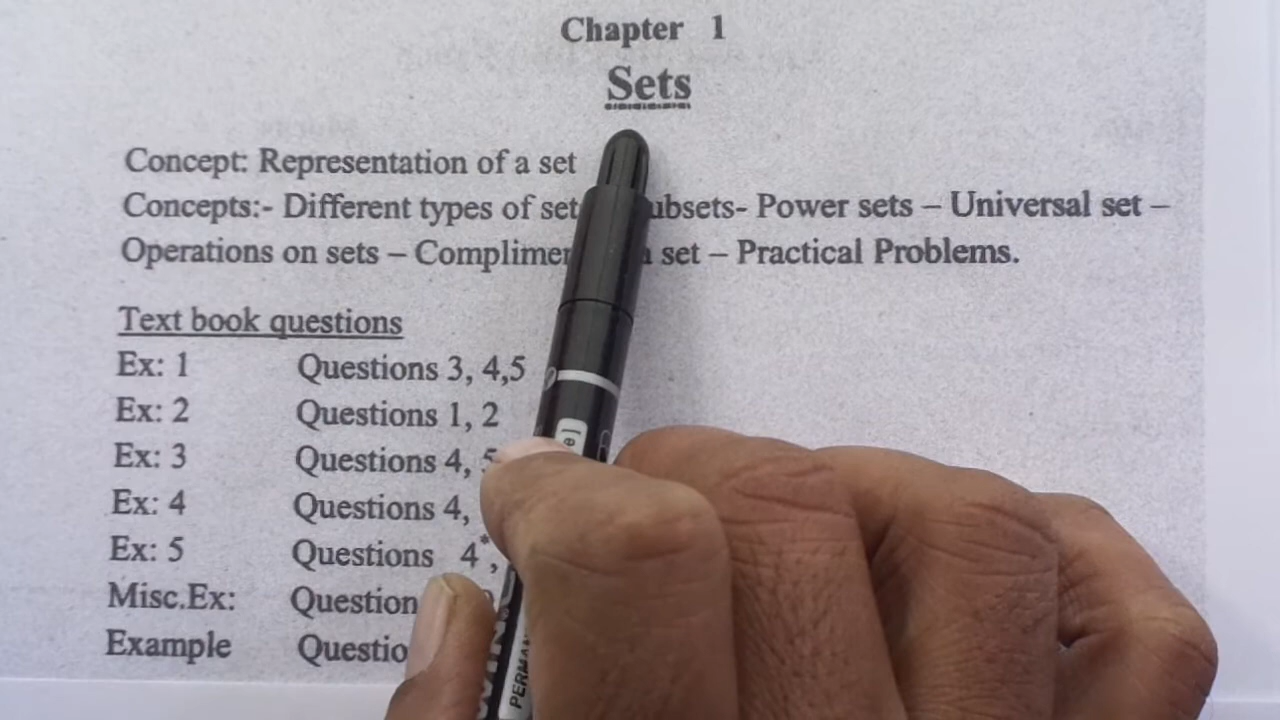 Chapter 1
Sets
Concept: Representation of a set
Concepts:- Different types of set ubsets- Power sets – Universal set –
Operations on sets – Complimen set – Practical Problems.
Text book questions
Ex: 1 Questions 3, 4,5
Ex: 2 Questions 1, 2
Ex: 3 Questions 4, 5
Ex: 4 Questions 4,
Ex: 5 Questions 4*,
Misc.Ex: Question
Example Questio
PERMAN